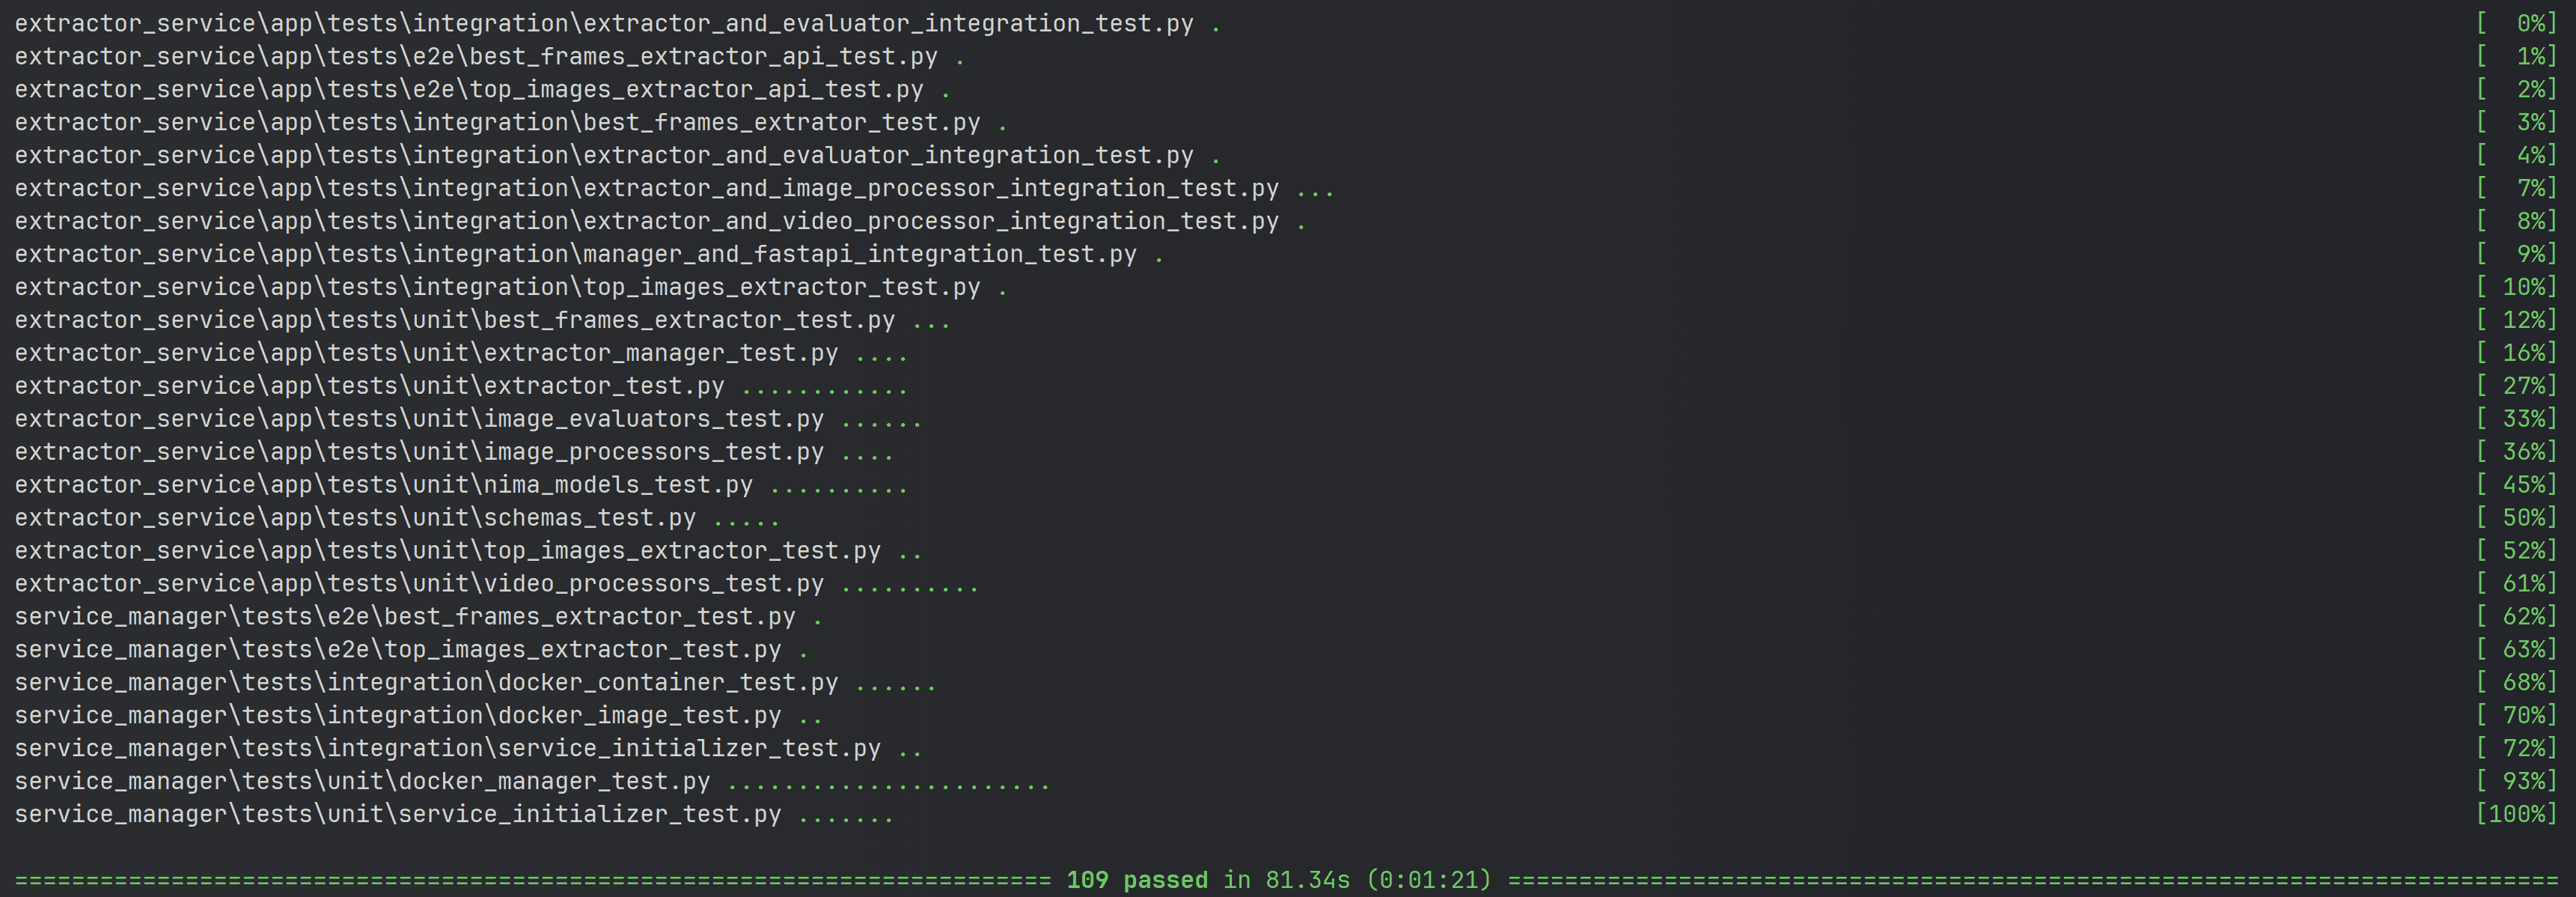 extractor_service\app\tests\integration\extractor_and_evaluator_integration_test.py . [  0%]
extractor_service\app\tests\e2e\best_frames_extractor_api_test.py . [  1%]
extractor_service\app\tests\e2e\top_images_extractor_api_test.py . [  2%]
extractor_service\app\tests\integration\best_frames_extrator_test.py . [  3%]
extractor_service\app\tests\integration\extractor_and_evaluator_integration_test.py . [  4%]
extractor_service\app\tests\integration\extractor_and_image_processor_integration_test.py ... [  7%]
extractor_service\app\tests\integration\extractor_and_video_processor_integration_test.py . [  8%]
extractor_service\app\tests\integration\manager_and_fastapi_integration_test.py . [  9%]
extractor_service\app\tests\integration\top_images_extractor_test.py . [ 10%]
extractor_service\app\tests\unit\best_frames_extractor_test.py ... [ 12%]
extractor_service\app\tests\unit\extractor_manager_test.py .... [ 16%]
extractor_service\app\tests\unit\extractor_test.py ............ [ 27%]
extractor_service\app\tests\unit\image_evaluators_test.py ...... [ 33%]
extractor_service\app\tests\unit\image_processors_test.py .... [ 36%]
extractor_service\app\tests\unit\nima_models_test.py .......... [ 45%]
extractor_service\app\tests\unit\schemas_test.py ..... [ 50%]
extractor_service\app\tests\unit\top_images_extractor_test.py .. [ 52%]
extractor_service\app\tests\unit\video_processors_test.py .......... [ 61%]
service_manager\tests\e2e\best_frames_extractor_test.py . [ 62%]
service_manager\tests\e2e\top_images_extractor_test.py . [ 63%]
service_manager\tests\integration\docker_container_test.py ...... [ 68%]
service_manager\tests\integration\docker_image_test.py .. [ 70%]
service_manager\tests\integration\service_initializer_test.py .. [ 72%]
service_manager\tests\unit\docker_manager_test.py ....................... [ 93%]
service_manager\tests\unit\service_initializer_test.py ....... [100%]
========================================================================= 109 passed in 81.34s (0:01:21) ==========================================================================